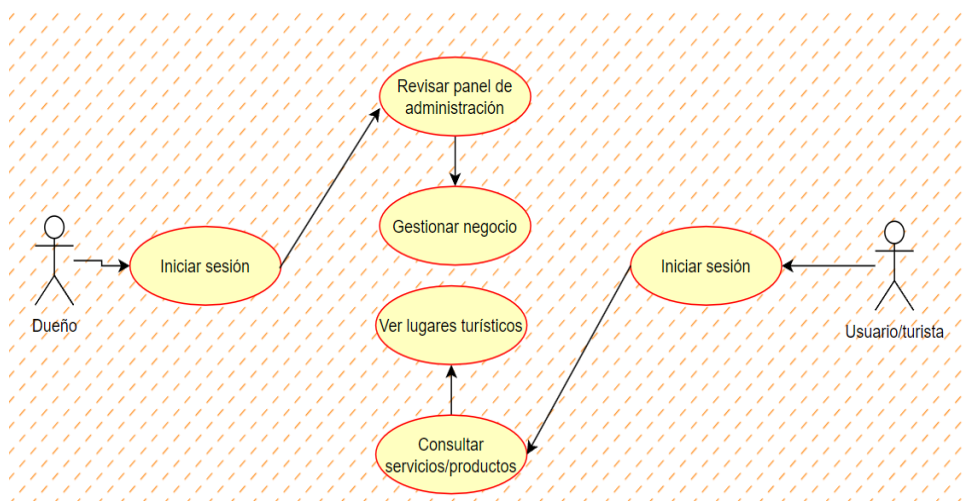 Revisar panel de
administración
Gestionar negocio
Iniciar sesión
Iniciar sesión
Dueño
Ver lugares turísticos
Usuario/turista
Consultar
servicios/productos